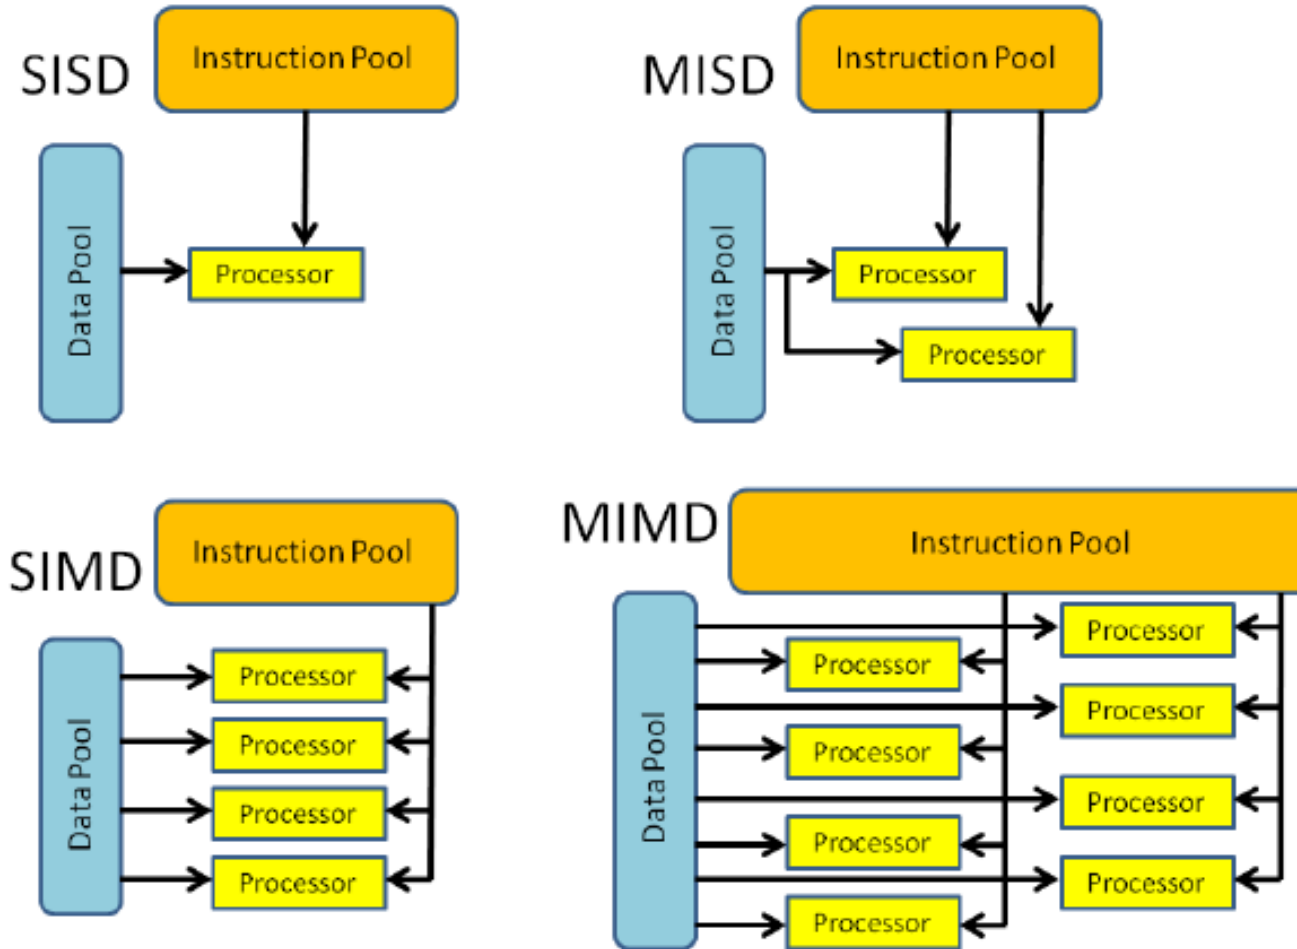 SISD
Instruction Pool
Data Pool
Processor
MISD
Instruction Pool
Data Pool
Processor
Processor
SIMD
Instruction Pool
Data Pool
Processor
Processor
Processor
Processor
MIMD
Instruction Pool
Data Pool
Processor
Processor
Processor
Processor
Processor
Processor
Processor
Processor